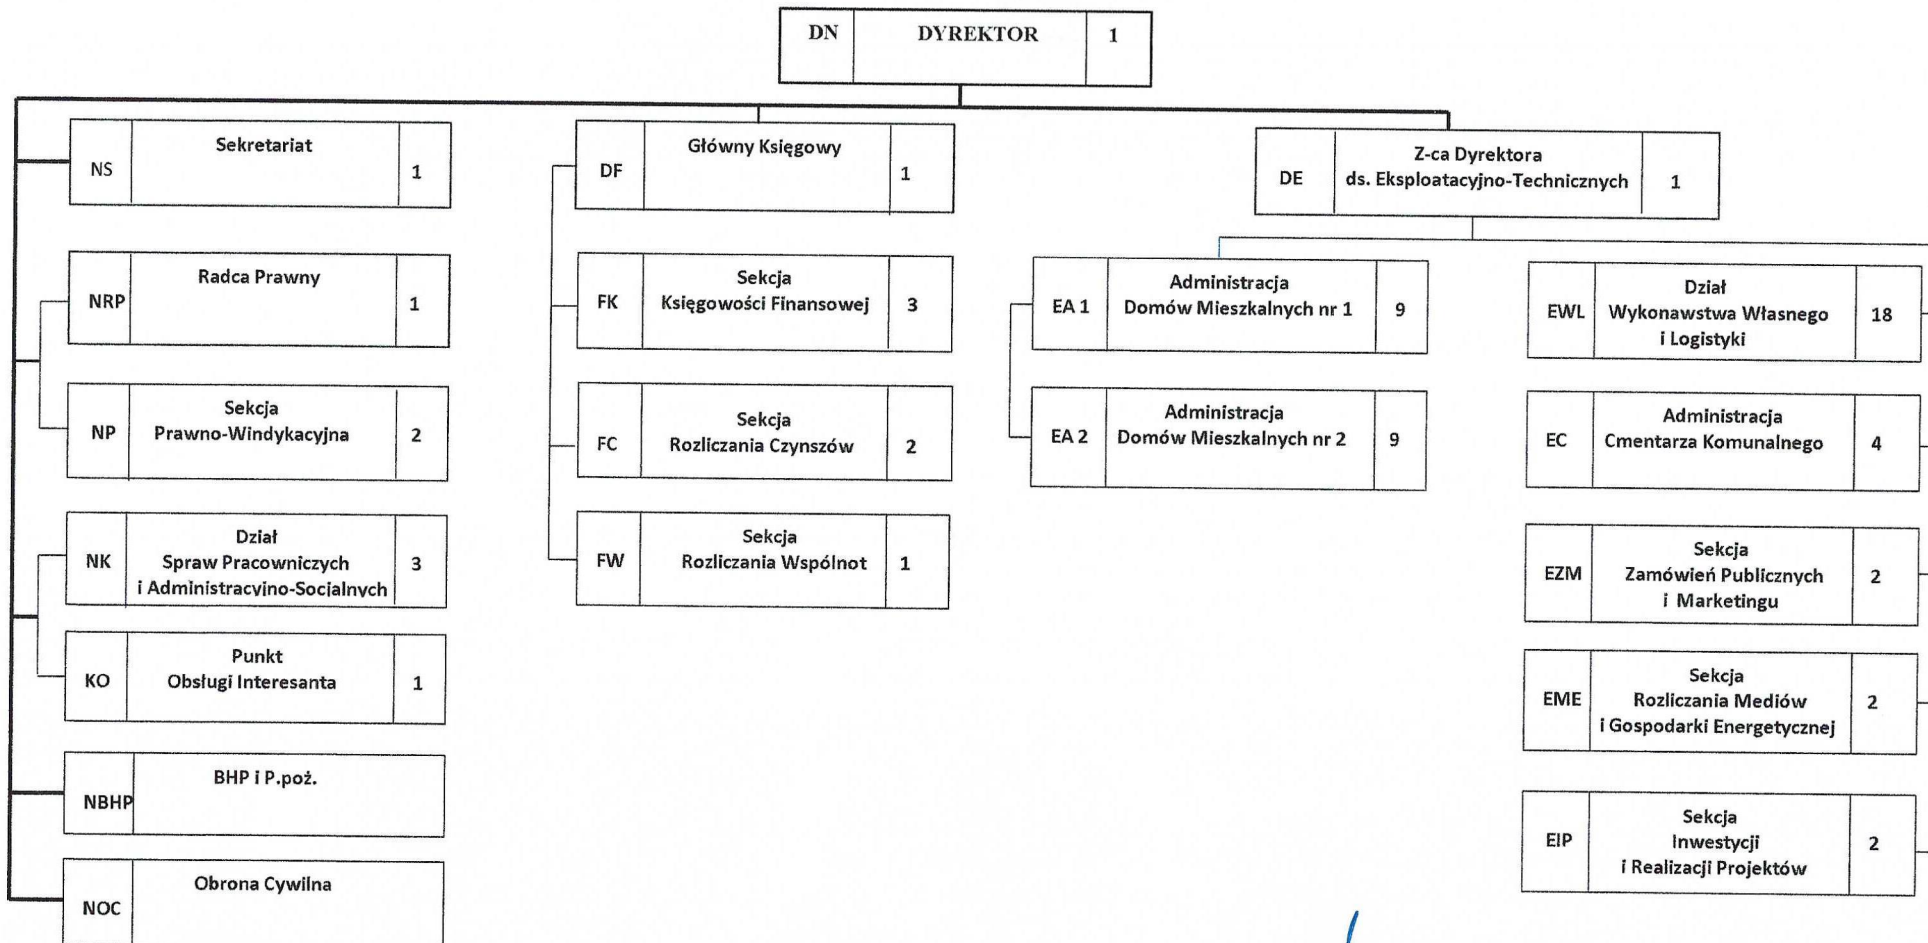 DN DYREKTOR 1
NS Sekretariat 1
NRP Radca Prawny 1
NP Sekcja
Prawno-Windykacyjna 2
NK Dział
Spraw Pracowniczych 3
i Administracyjno-Socjalnych
KO Punkt
Obsługi Interesanta 1
NBHP BHP i P.poż.
NOC Obrona Cywilna
DF Główny Księgowy 1
FK Sekcja
Księgowości Finansowej 3
FC Sekcja
Rozliczania Czynszów 2
FW Sekcja
Rozliczania Wspólnot 1
DE Z-ca Dyrektora
ds. Eksploatacyjno-Technicznych 1
EA 1 Administracja
Domów Mieszkalnych nr 1 9
EA 2 Administracja
Domów Mieszkalnych nr 2 9
EWL Dział
Wykonawstwa Własnego 18
i Logistyki
EC Administracja
Cmentarza Komunalnego 4
EZM Sekcja
Zamówień Publicznych 2
i Marketingu
EME Sekcja
Rozliczania Mediów 2
i Gospodarki Energetycznej
EIP Sekcja
Inwestycji 2
i Realizacji Projektów